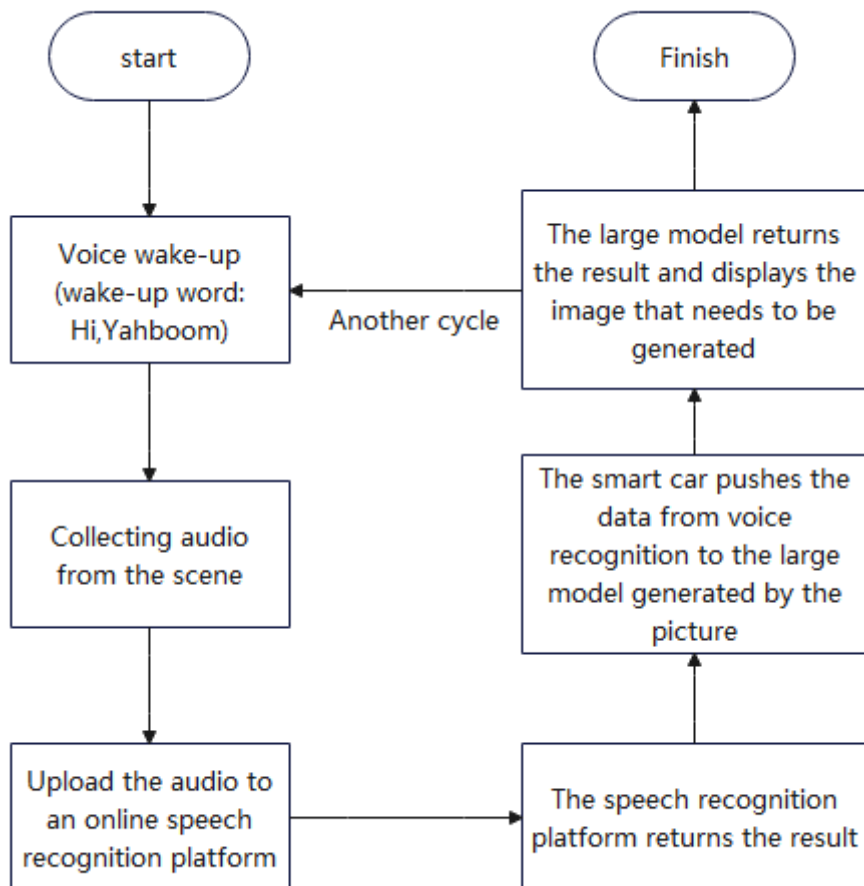 start
Voice wake-up
(wake-up word:
Hi,Yahboom)
Collecting audio
from the scene
Upload the audio to
an online speech
recognition platform
The speech recognition
platform returns the result
The smart car pushes the
data from voice
recognition to the large
model generated by the
picture
The large model returns
the result and displays the
image that needs to be
generated
Another cycle
Finish